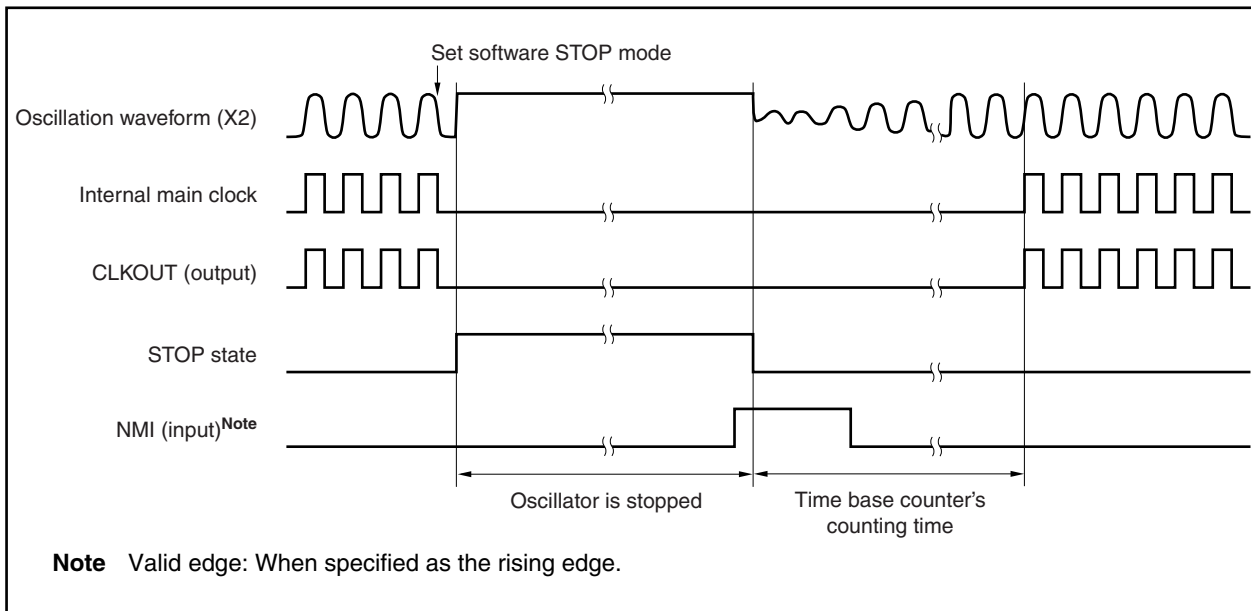 Set software STOP mode
Oscillation waveform (X2)
Internal main clock
CLKOUT (output)
STOP state
NMI (input)Note
Oscillator is stopped
Time base counter's
counting time
Note Valid edge: When specified as the rising edge.